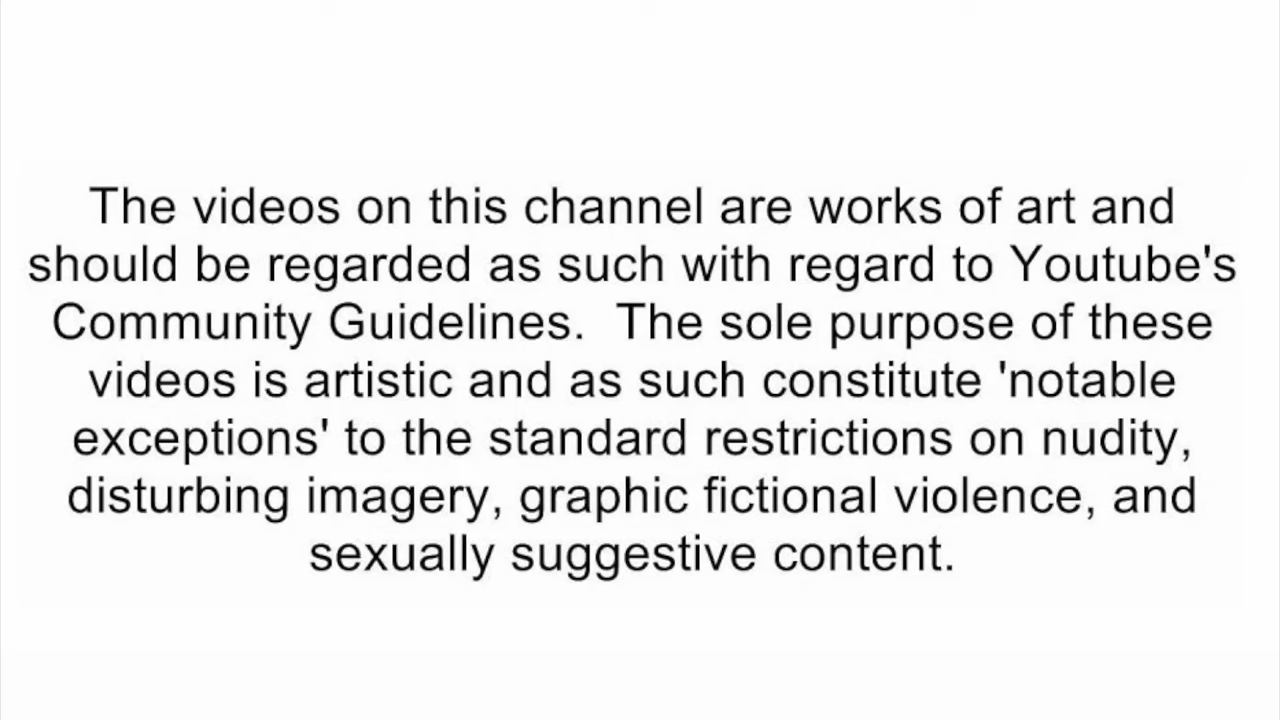 The videos on this channel are works of art and
should be regarded as such with regard to Youtube's
Community Guidelines.  The sole purpose of these
videos is artistic and as such constitute 'notable
exceptions' to the standard restrictions on nudity,
disturbing imagery, graphic fictional violence, and
sexually suggestive content.